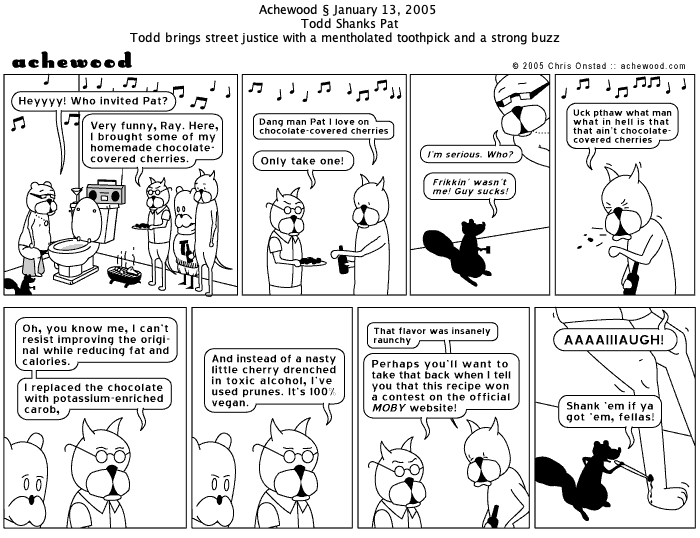 Achewood § January 13, 2005
Todd Shanks Pat
Todd brings street justice with a mentholated toothpick and a strong buzz
achewood
© 2005 Chris Onstad :: achewood.com
Heyyyy! Who invited Pat?
Very funny, Ray. Here,
I brought some of my
homemade chocolate-
covered cherries.
Dang man Pat I love on
chocolate-covered cherries
Only take one!
I'm serious. Who?
Frikkin' wasn't
me! Guy sucks!
Uck pthaw what man
what in hell is that
that ain't chocolate-
covered cherries
Oh, you know me, I can't
resist improving the origi-
nal while reducing fat and
calories.
I replaced the chocolate
with potassium-enriched
carob,
And instead of a nasty
little cherry drenched
in toxic alcohol, I've
used prunes. It's 100%
vegan.
That flavor was insanely
raunchy
Perhaps you'll want to
take that back when I tell
you that this recipe won
a contest on the official
MOBY website!
AAAAIIIAUGH!
Shank 'em if ya
got 'em, fellas!